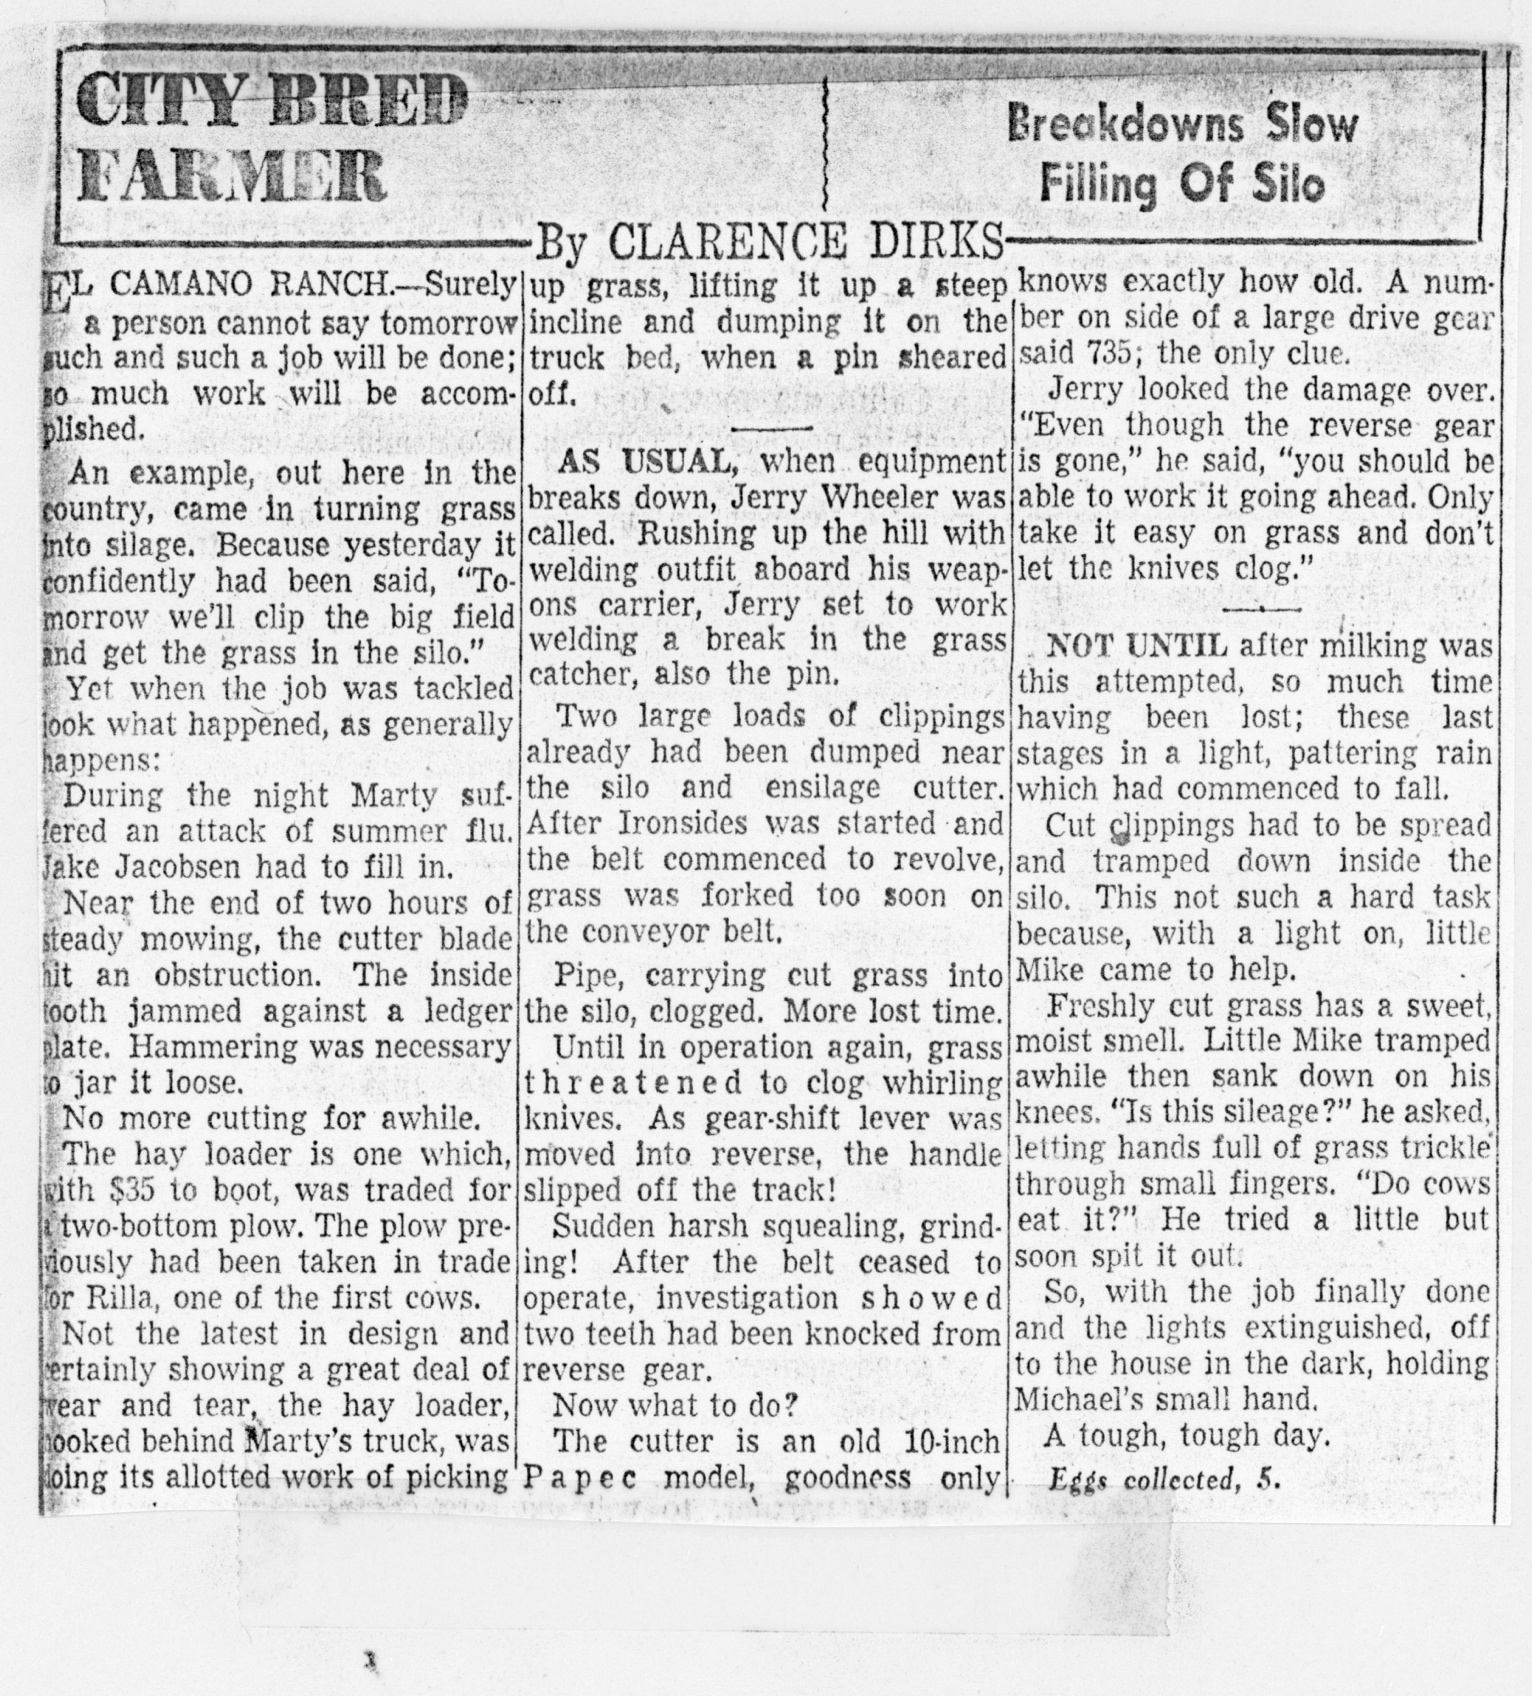 CITY BRED
FARMER
Breakdowns Slow
Filling Of Silo
By CLARENCE DIRKS
EL CAMANO RANCH.—Surely
a person cannot say tomorrow
such and such a job will be done;
so much work will be accom-
plished.
An example, out here in the
country, came in turning grass
into silage. Because yesterday it
confidently had been said, “To-
morrow we’ll clip the big field
and get the grass in the silo.”
Yet when the job was tackled
look what happened, as generally
happens:
During the night Marty suf-
fered an attack of summer flu.
Jake Jacobsen had to fill in.
Near the end of two hours of
steady mowing, the cutter blade
hit an obstruction. The inside
tooth jammed against a ledger
plate. Hammering was necessary
to jar it loose.
No more cutting for awhile.
The hay loader is one which,
with $35 to boot, was traded for
a two-bottom plow. The plow pre-
viously had been taken in trade
for Rilla, one of the first cows.
Not the latest in design and
certainly showing a great deal of
wear and tear, the hay loader,
hooked behind Marty’s truck, was
doing its allotted work of picking
up grass, lifting it up a steep
incline and dumping it on the
truck bed, when a pin sheared
off.
AS USUAL, when equipment
breaks down, Jerry Wheeler was
called. Rushing up the hill with
welding outfit aboard his weap-
ons carrier, Jerry set to work
welding a break in the grass
catcher, also the pin.
Two large loads of clippings
already had been dumped near
the silo and ensilage cutter.
After Ironsides was started and
the belt commenced to revolve,
grass was forked too soon on
the conveyor belt.
Pipe, carrying cut grass into
the silo, clogged. More lost time.
Until in operation again, grass
threatened to clog whirling
knives. As gear-shift lever was
moved into reverse, the handle
slipped off the track!
Sudden harsh squealing, grind-
ing! After the belt ceased to
operate, investigation showed
two teeth had been knocked from
reverse gear.
Now what to do?
The cutter is an old 10-inch
Papec model, goodness only
knows exactly how old. A num-
ber on side of a large drive gear
said 735; the only clue.
Jerry looked the damage over.
“Even though the reverse gear
is gone,” he said, “you should be
able to work it going ahead. Only
take it easy on grass and don’t
let the knives clog.”
NOT UNTIL after milking was
this attempted, so much time
having been lost; these last
stages in a light, pattering rain
which had commenced to fall.
Cut clippings had to be spread
and tramped down inside the
silo. This not such a hard task
because, with a light on, little
Mike came to help.
Freshly cut grass has a sweet,
moist smell. Little Mike tramped
awhile then sank down on his
knees. “Is this sileage?” he asked,
letting hands full of grass trickle
through small fingers. “Do cows
eat it?” He tried a little but
soon spit it out.
So, with the job finally done
and the lights extinguished, off
to the house in the dark, holding
Michael’s small hand.
A tough, tough day.
Eggs collected, 5.